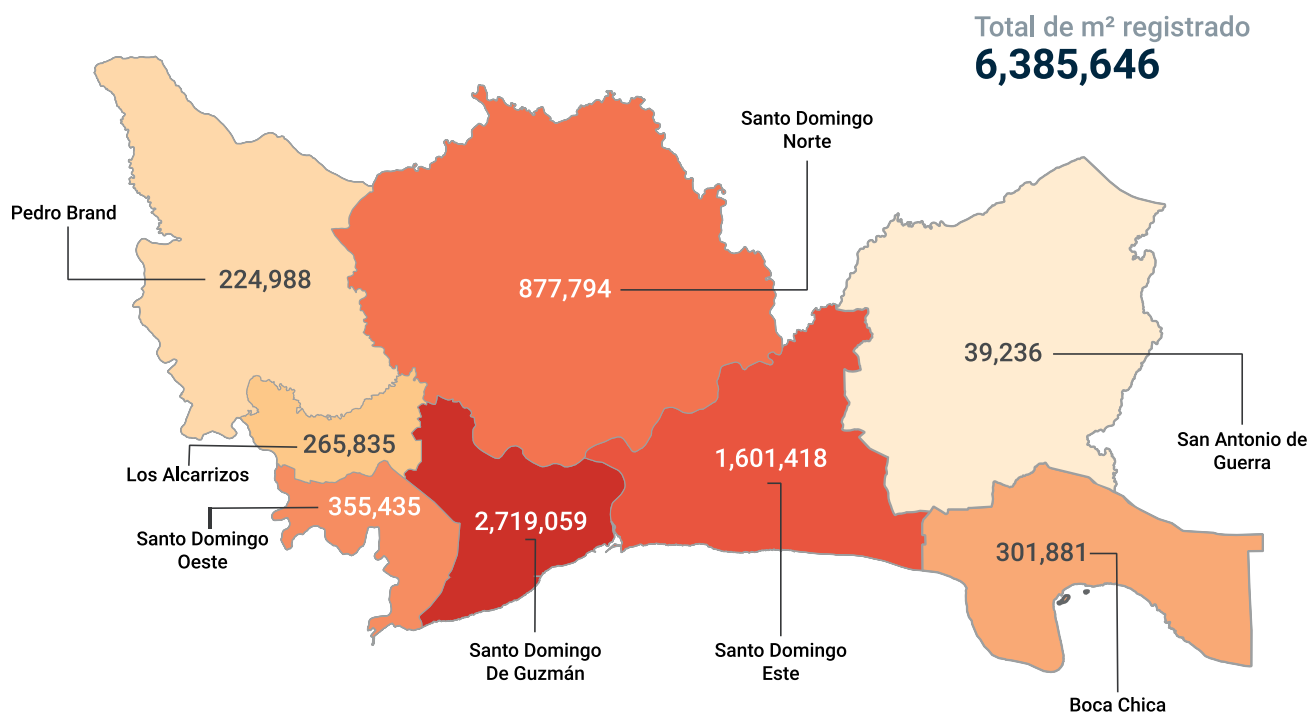 Total de m² registrado
6,385,646
Santo Domingo
Norte
Pedro Brand
224,988
877,794
39,236
San Antonio de
Guerra
265,835
Los Alcarrizos
1,601,418
355,435
Santo Domingo
Oeste
2,719,059
301,881
Santo Domingo
De Guzmán
Santo Domingo
Este
Boca Chica